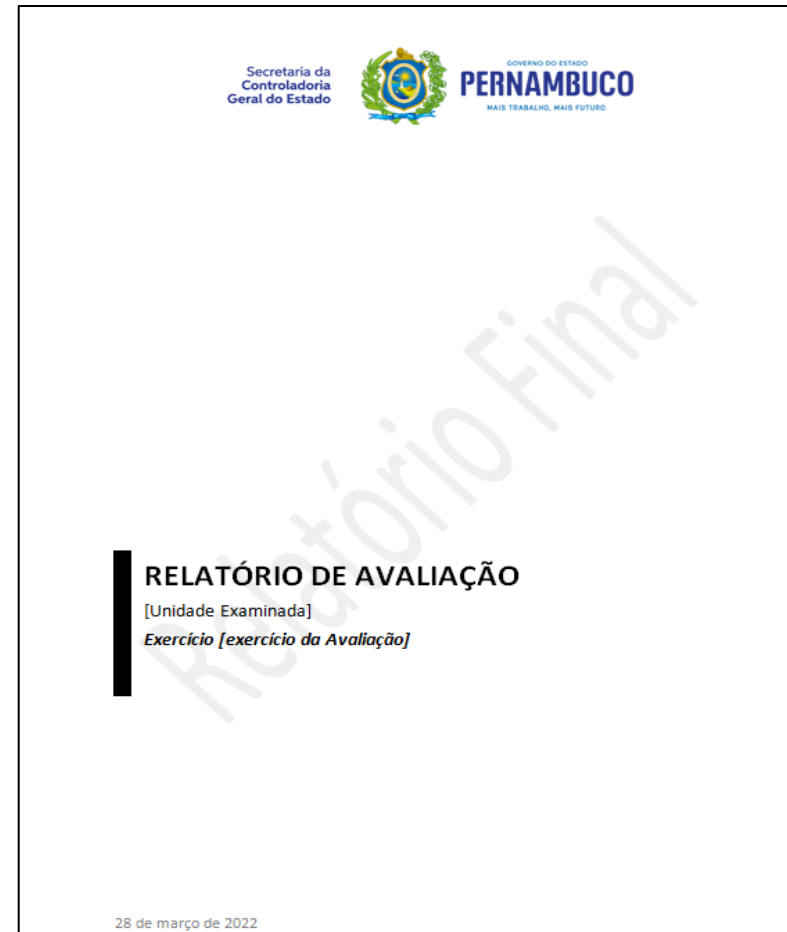 Secretaria da
Controladoria
Geral do Estado
GOVERNO DO ESTADO
PERNAMBUCO
MAIS TRABALHO, MAIS FUTURO.
Relatório Final
RELATÓRIO DE AVALIAÇÃO
[Unidade Examinada]
Exercício [exercício da Avaliação]
28 de março de 2022